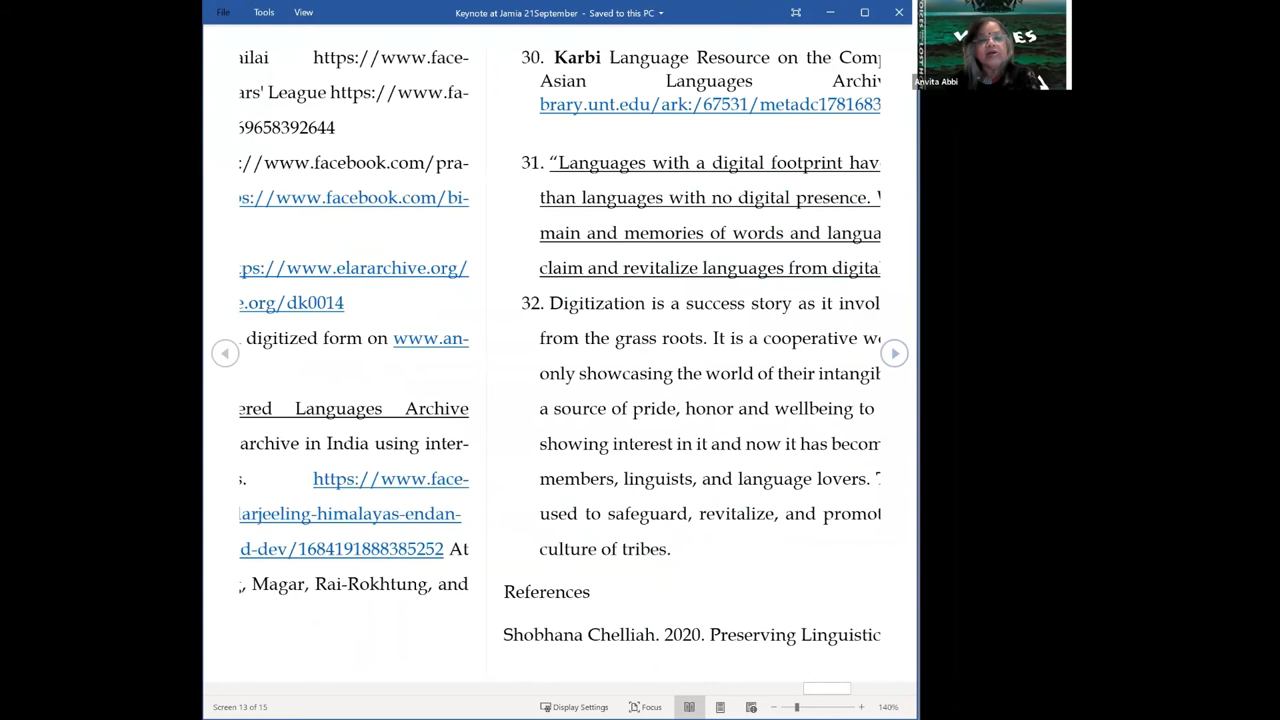 File Tools View Keynote at Jamia 21September - Saved to this PC
ailai https://www.face-
ars' League https://www.fa-
69658392644
://www.facebook.com/pra-
s://www.facebook.com/bi-
ps://www.elararchive.org/
e.org/dk0014
digitized form on www.an-
ered Languages Archive
archive in India using inter-
s. https://www.face-
larjeeling-himalayas-endan-
d-dev/1684191888385252 At
, Magar, Rai-Rokhtung, and
30. Karbi Language Resource on the Comp
Asian Languages Archiv
brary.unt.edu/ark:/67531/metadc1781683
31. “Languages with a digital footprint hav
than languages with no digital presence.
main and memories of words and langua
claim and revitalize languages from digita
32. Digitization is a success story as it invol
from the grass roots. It is a cooperative w
only showcasing the world of their intangib
a source of pride, honor and wellbeing to
showing interest in it and now it has becom
members, linguists, and language lovers.
used to safeguard, revitalize, and promot
culture of tribes.
References
Shobhana Chelliah. 2020. Preserving Linguistic
Screen 13 of 15 Display Settings Focus 140%
Anvita Abbi